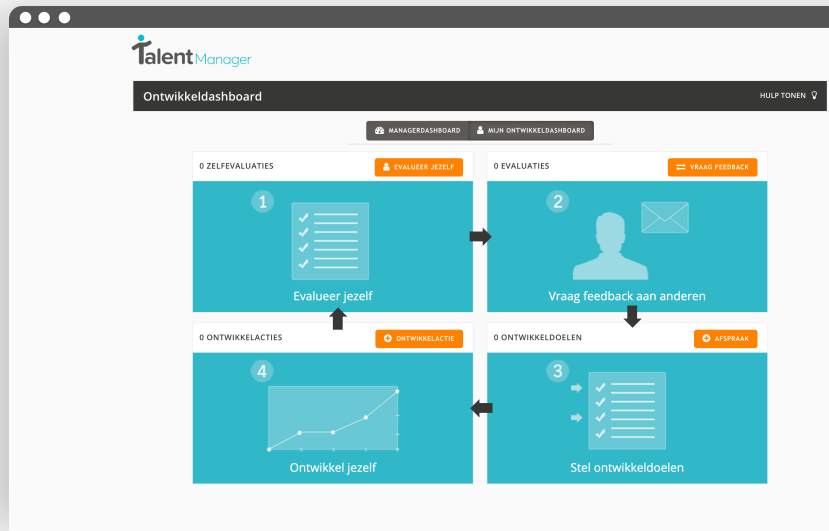 Talent Manager
Ontwikkeldashboard
HULP TONEN
MANAGERDASHBOARD
MIJN ONTWIKKELDASHBOARD
0 ZELFEVALUATIES
EVALUEER JEZELF
1
Evalueer jezelf
0 EVALUATIES
VRAAG FEEDBACK
2
Vraag feedback aan anderen
0 ONTWIKKELACTIES
ONTWIKKELACTIE
4
Ontwikkel jezelf
0 ONTWIKKELDOELEN
AFSPRAAK
3
Stel ontwikkeldoelen